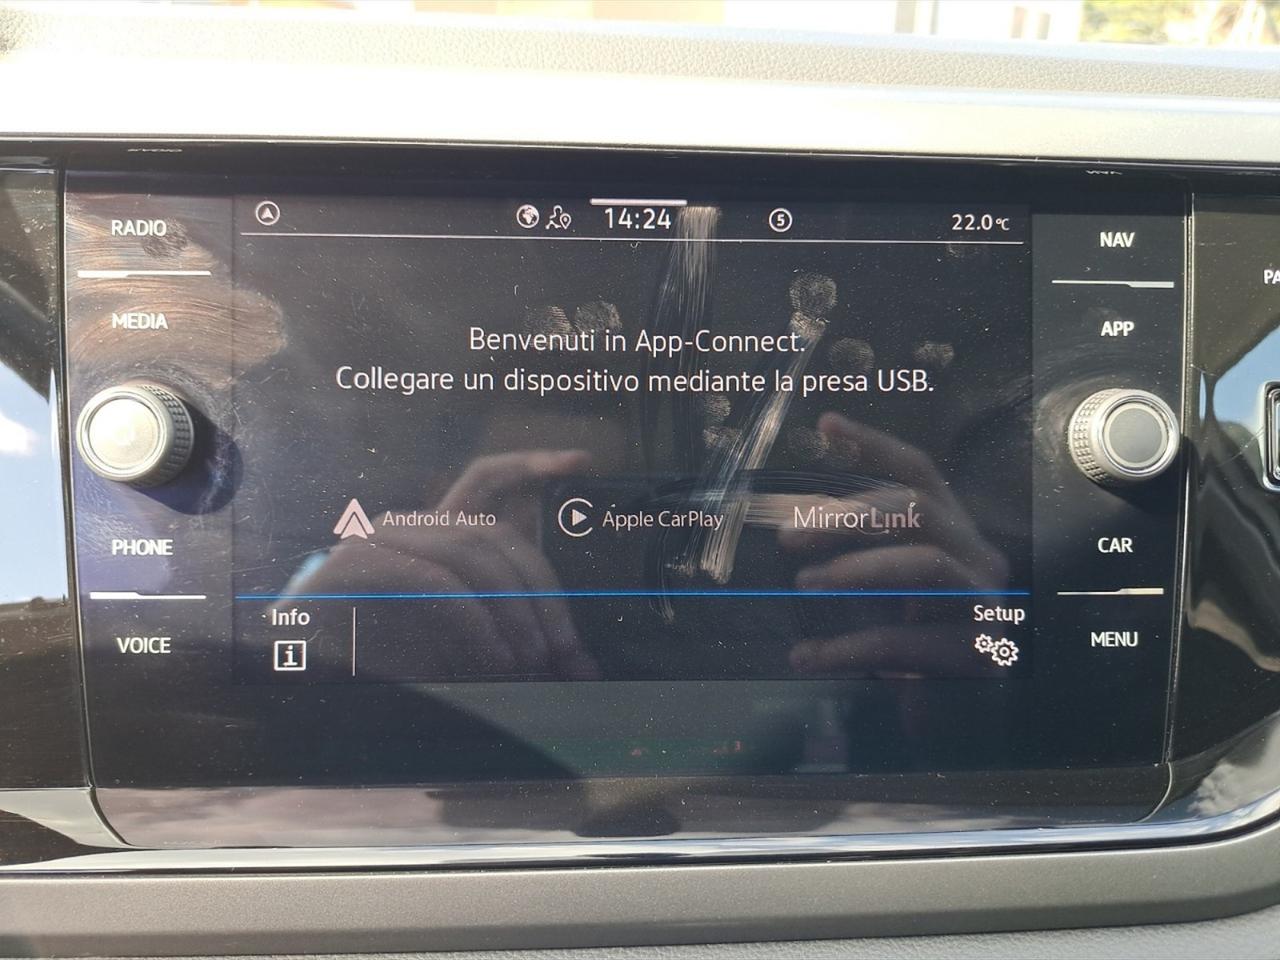 RADIO
MEDIA
PHONE
VOICE
14:24
5
22.0°C
Benvenuti in App-Connect.
Collegare un dispositivo mediante la presa USB.
Android Auto
Apple CarPlay
MirrorLink
Info
i
Setup
NAV
APP
CAR
MENU